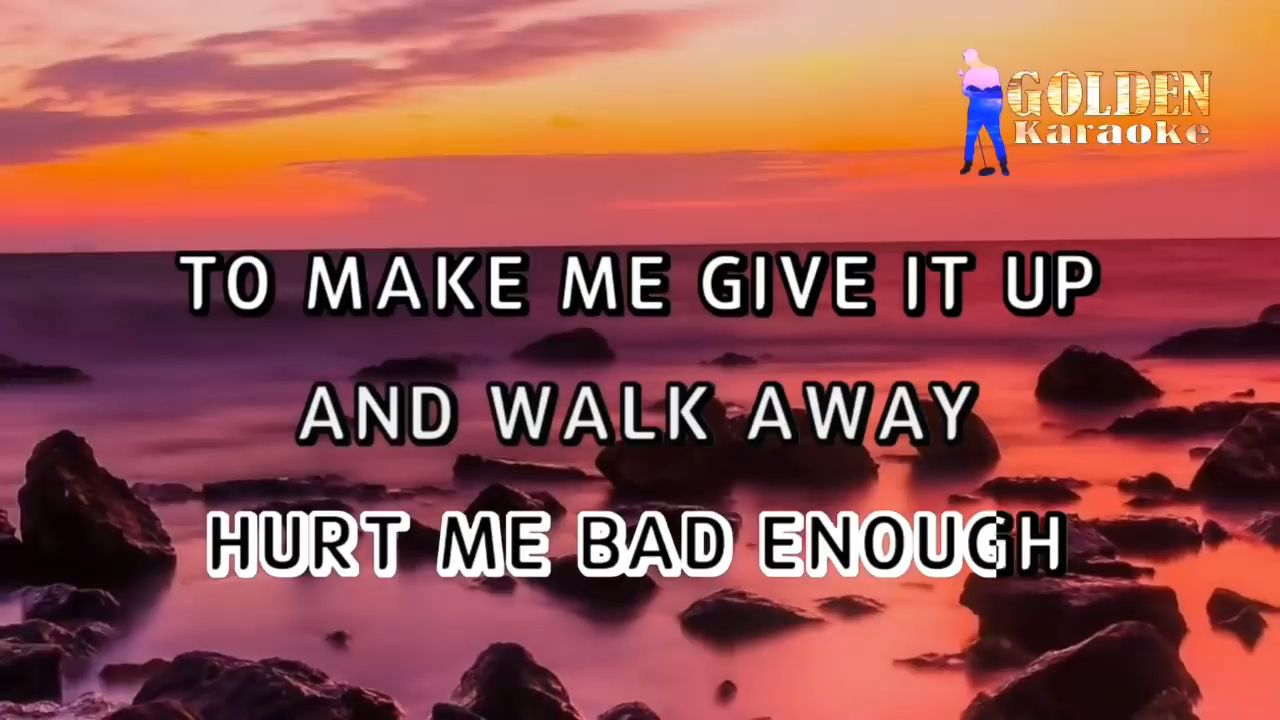 GOLDEN
Karaoke
TO MAKE ME GIVE IT UP
AND WALK AWAY
HURT ME BAD ENOUGH